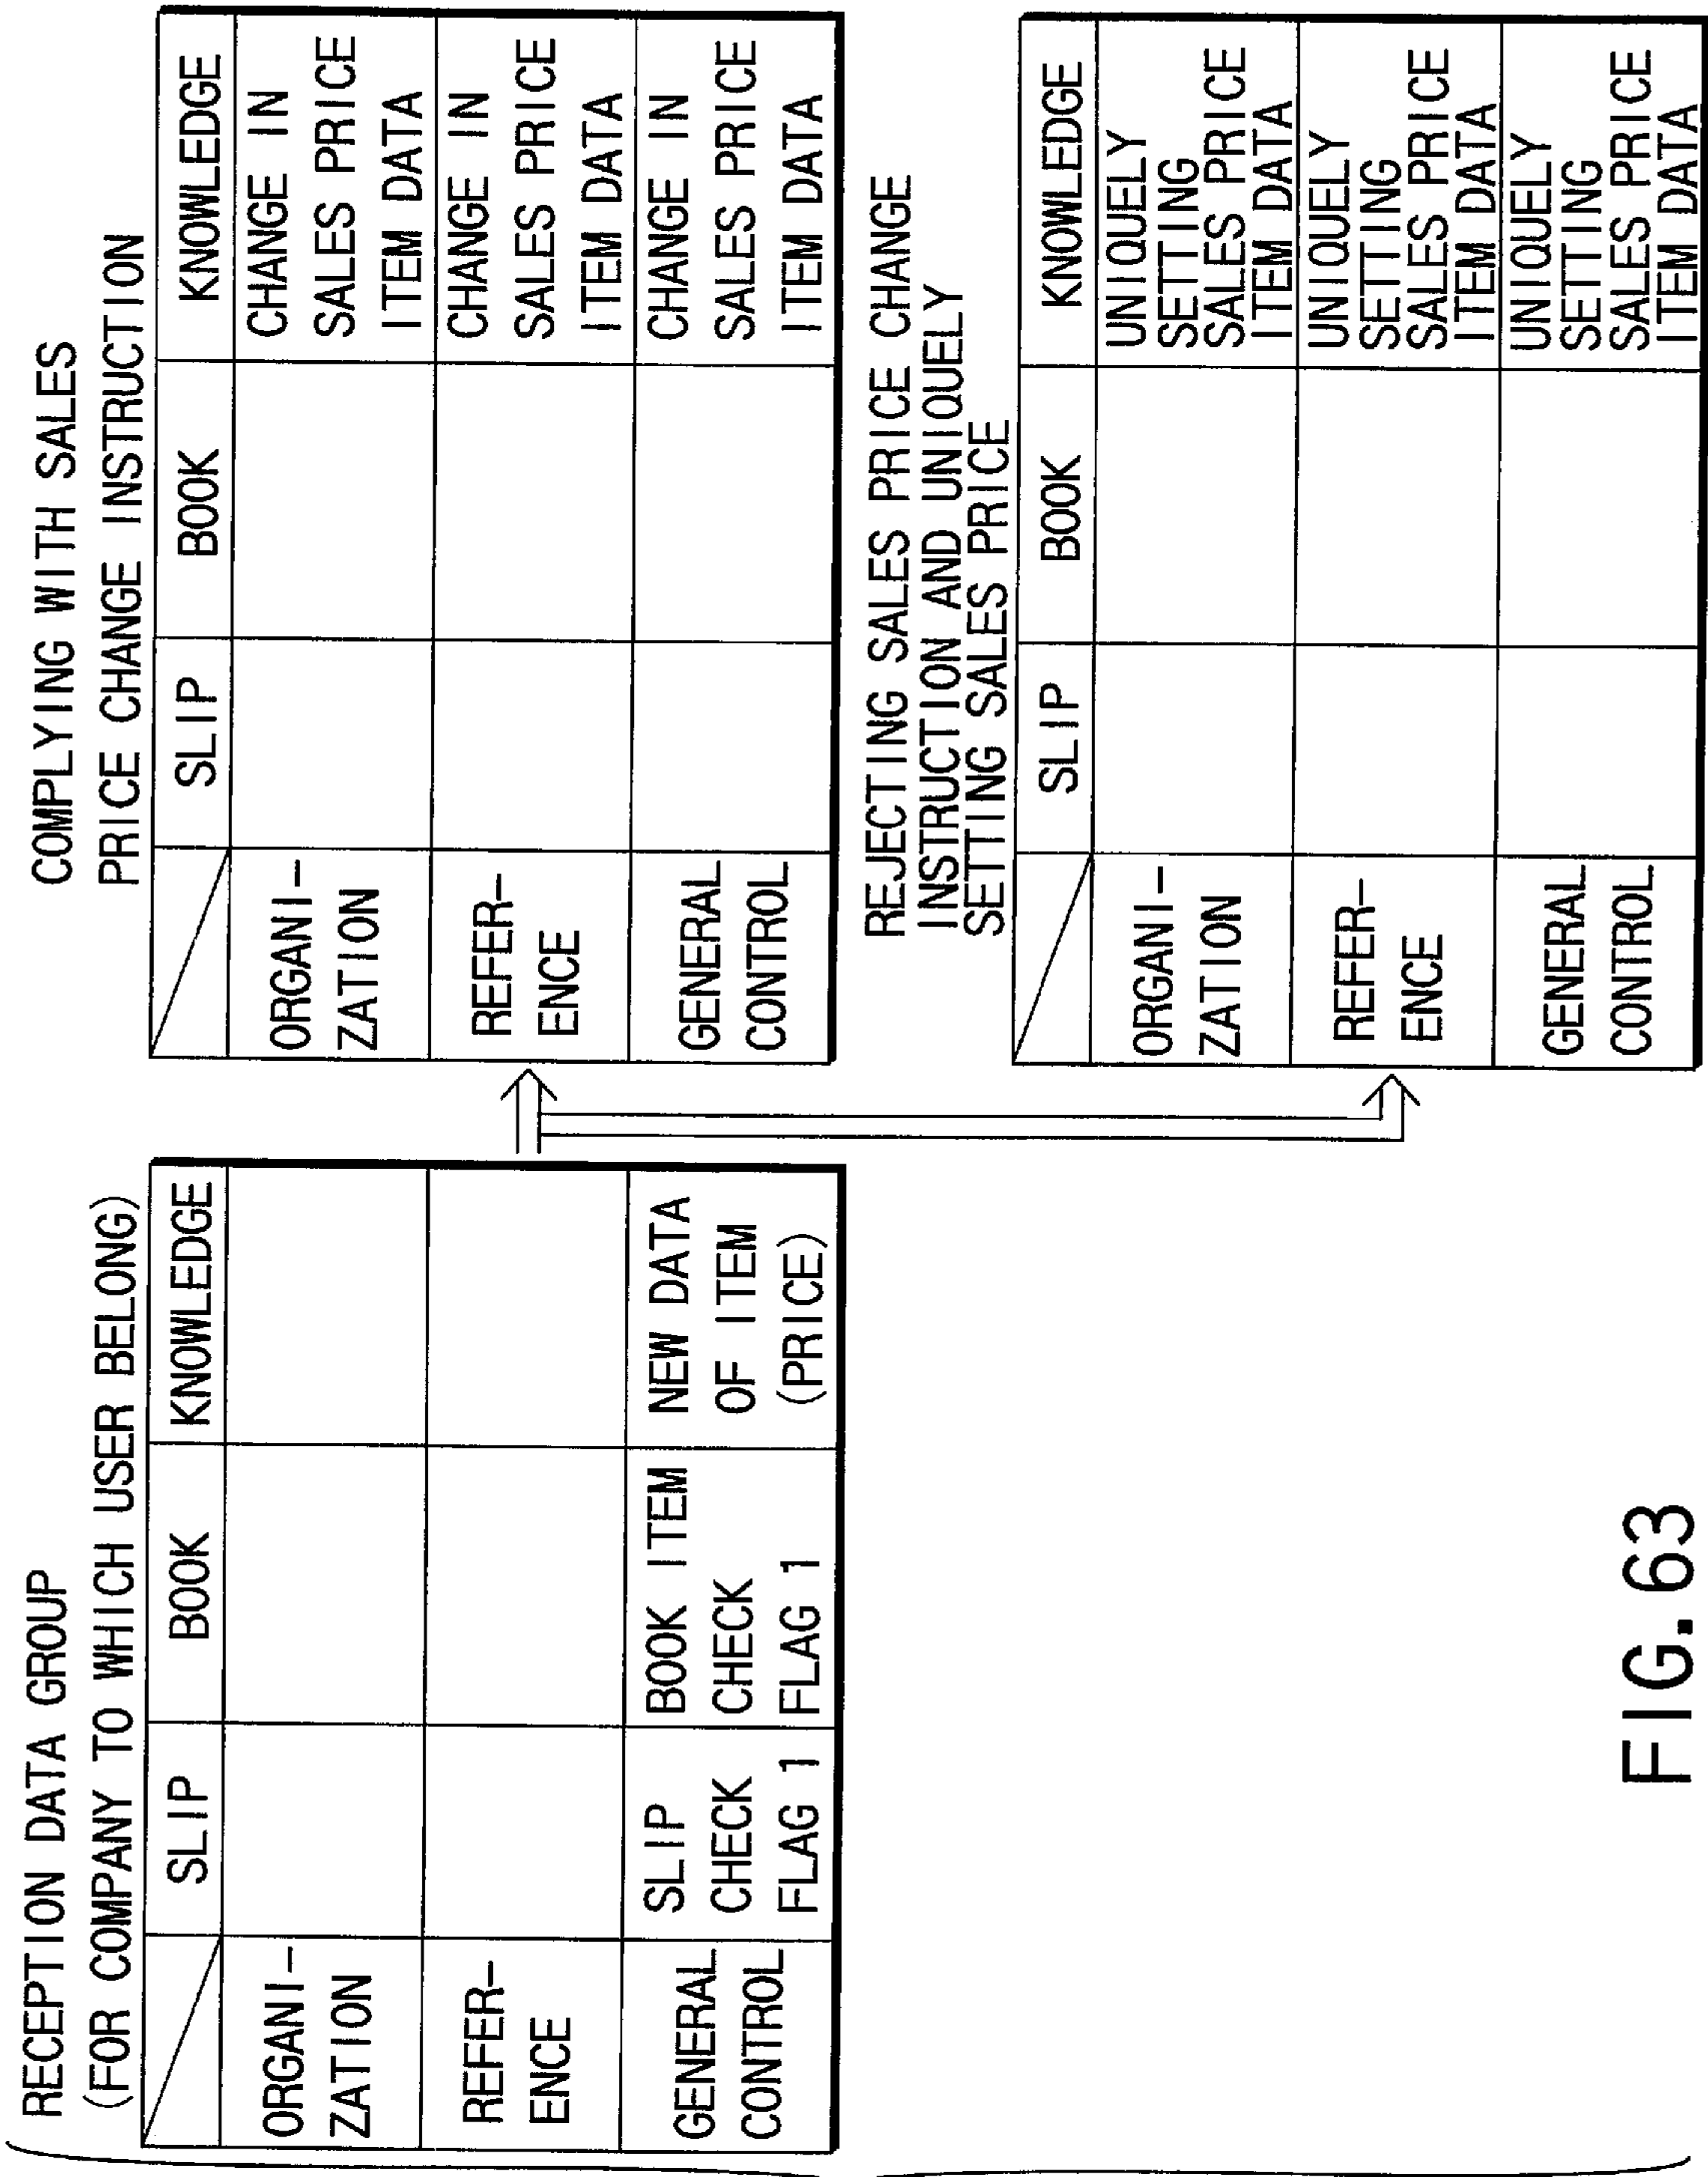 RECEPTION DATA GROUP
(FOR COMPANY TO WHICH USER BELONG)
SLIP BOOK KNOWLEDGE
ORGANI-
ZATION
REFER-
ENCE
GENERAL SLIP BOOK ITEM NEW DATA
CONTROL CHECK CHECK OF ITEM
FLAG 1 FLAG 1 (PRICE)
COMPLYING WITH SALES
PRICE CHANGE INSTRUCTION
SLIP BOOK KNOWLEDGE
ORGANI- CHANGE IN
ZATION SALES PRICE
ITEM DATA
REFER- CHANGE IN
ENCE SALES PRICE
ITEM DATA
GENERAL CHANGE IN
CONTROL SALES PRICE
ITEM DATA
REJECTING SALES PRICE CHANGE
INSTRUCTION AND UNIQUELY
SETTING SALES PRICE
SLIP BOOK KNOWLEDGE
ORGANI- UNIQUELY
ZATION SETTING
SALES PRICE
ITEM DATA
REFER- UNIQUELY
ENCE SETTING
SALES PRICE
ITEM DATA
GENERAL UNIQUELY
CONTROL SETTING
SALES PRICE
ITEM DATA
FIG. 63